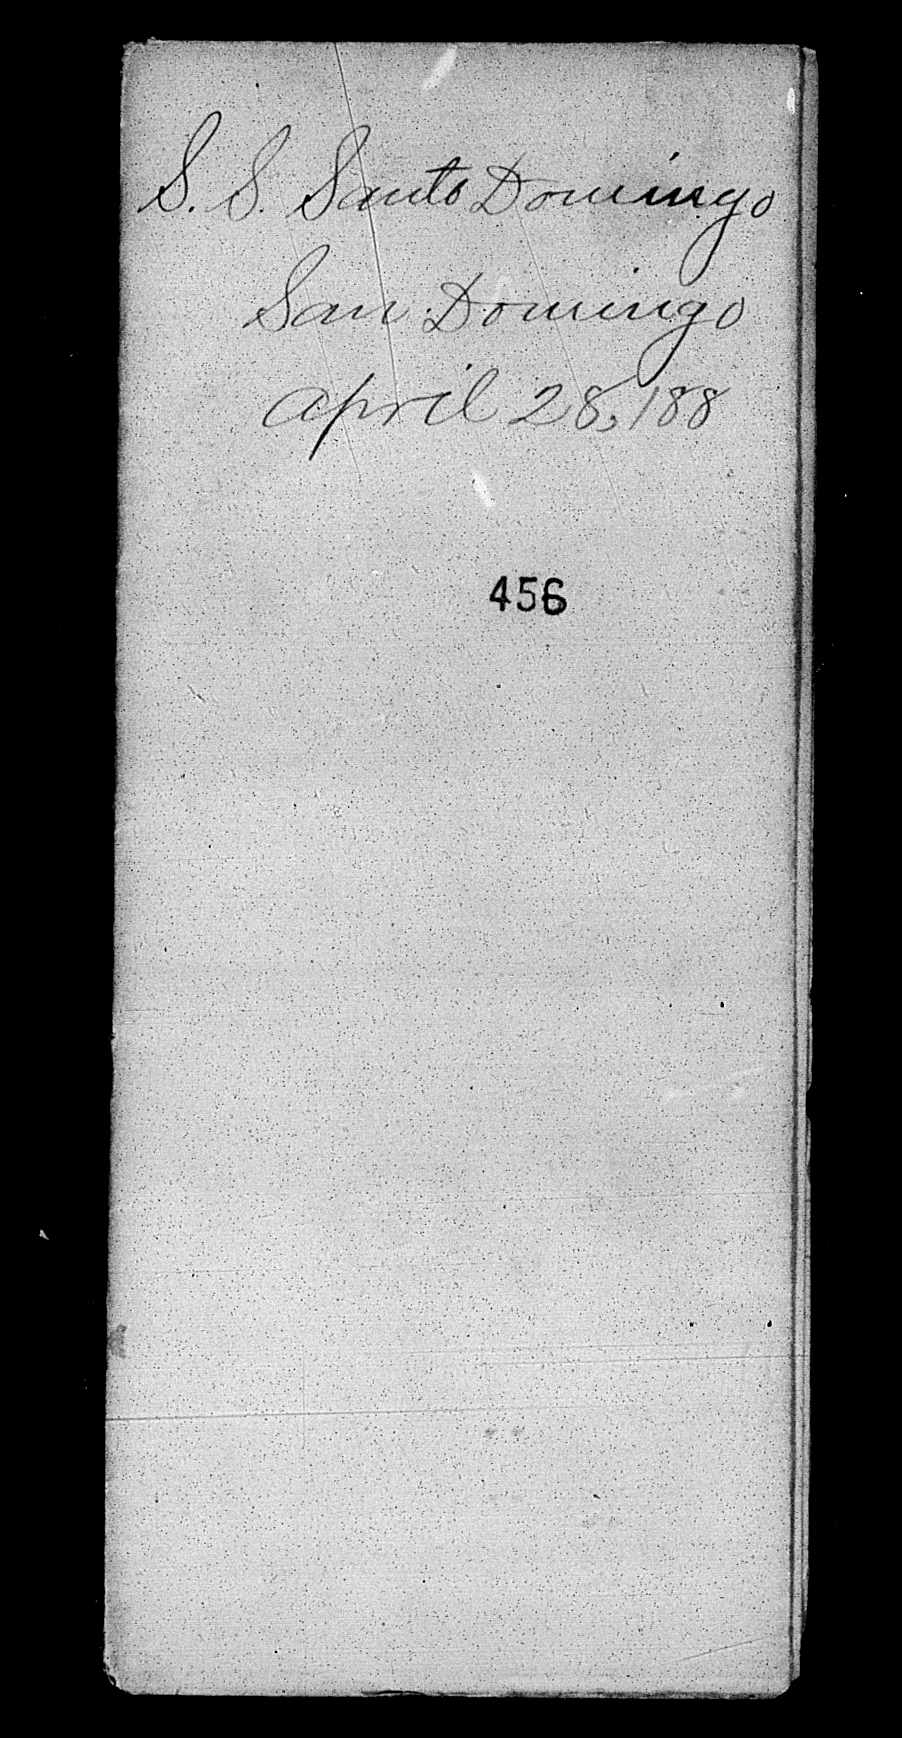 S. S. Santo Domingo
San Domingo
April 28, 188
456